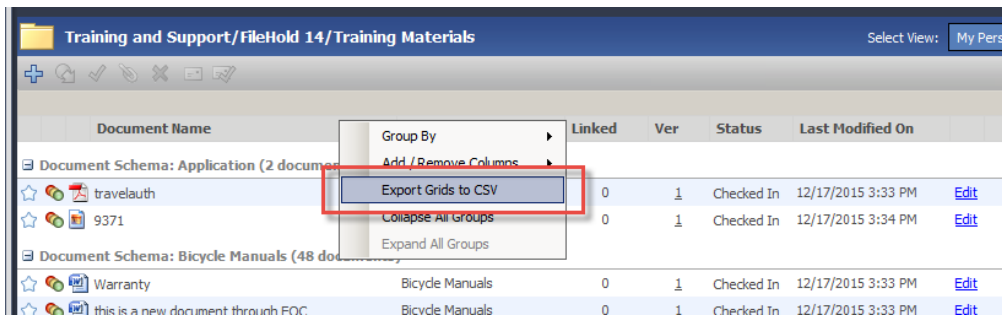 Training and Support/FileHold 14/Training Materials Select View: My Pers
Document Name Linked Ver Status Last Modified On
Group By
Document Schema: Application (2 docum
Add / Remove Columns
travelauth 0 1 Checked In 12/17/2015 3:33 PM Edit
Export Grids to CSV
9371 0 1 Checked In 12/17/2015 3:34 PM Edit
Collapse All Groups
Expand All Groups
Document Schema: Bicycle Manuals (48
Warranty Bicycle Manuals 0 1 Checked In 12/17/2015 3:33 PM Edit
this is a new document through EOC Bicycle Manuals 0 1 Checked In 12/17/2015 3:33 PM Edit